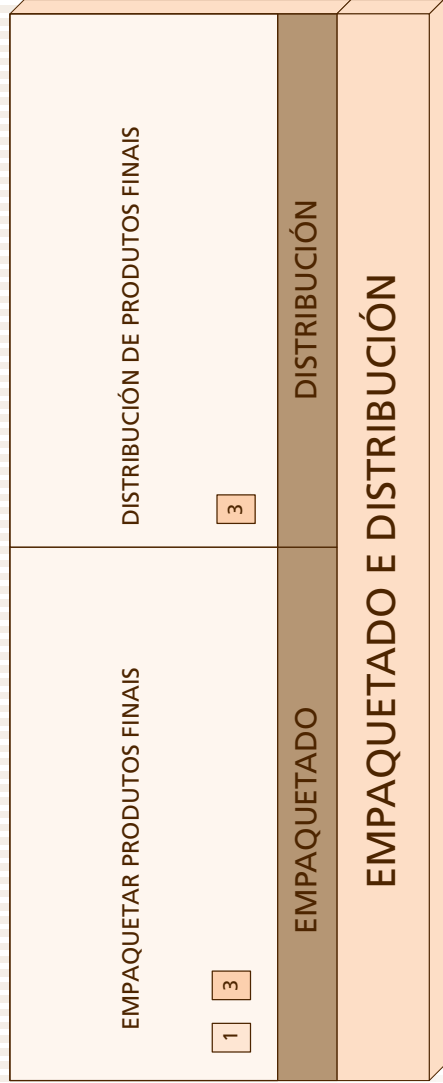 EMPAQUETAR PRODUTOS FINAIS
1 3
EMPAQUETADO
DISTRIBUCIÓN DE PRODUTOS FINAIS
3
DISTRIBUCIÓN
EMPAQUETADO E DISTRIBUCIÓN